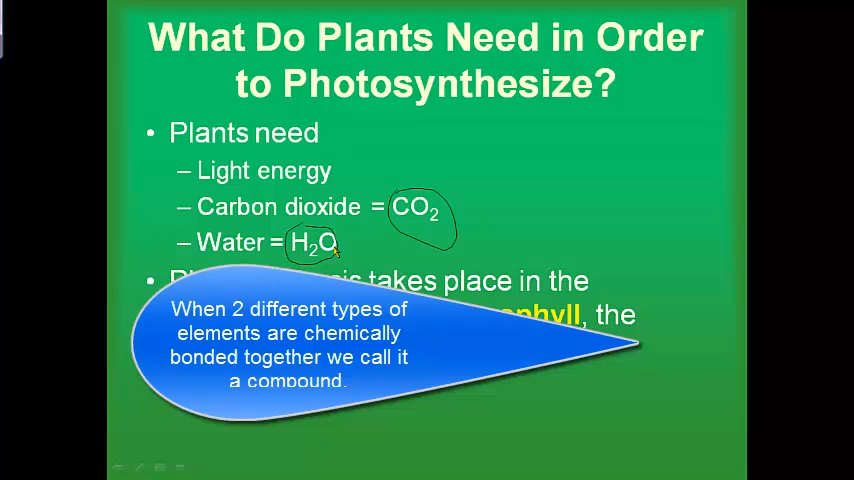 What Do Plants Need in Order
to Photosynthesize?
• Plants need
– Light energy
– Carbon dioxide = CO₂
– Water = H₂O
• takes place in the
the
When 2 different types of
elements are chemically
bonded together we call it
a compound.